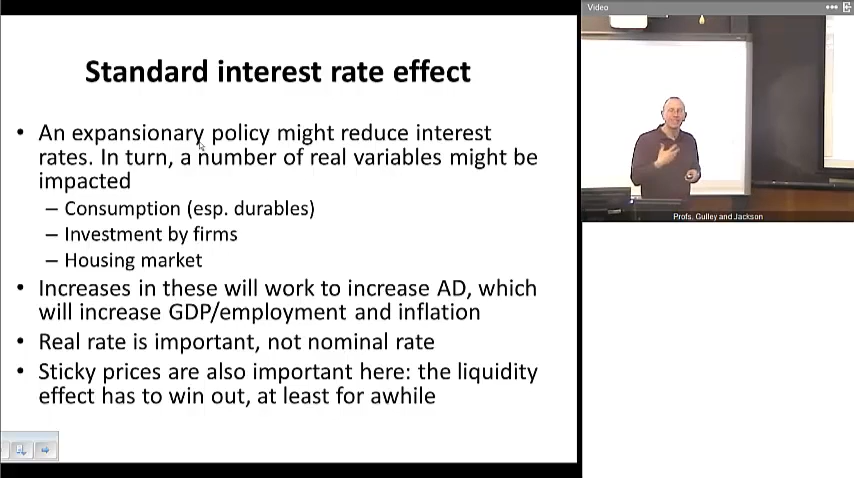 Video
Standard interest rate effect
• An expansionary policy might reduce interest
rates. In turn, a number of real variables might be
impacted
– Consumption (esp. durables)
– Investment by firms
– Housing market
• Increases in these will work to increase AD, which
will increase GDP/employment and inflation
• Real rate is important, not nominal rate
• Sticky prices are also important here: the liquidity
effect has to win out, at least for awhile
Profs. Gulley and Jackson